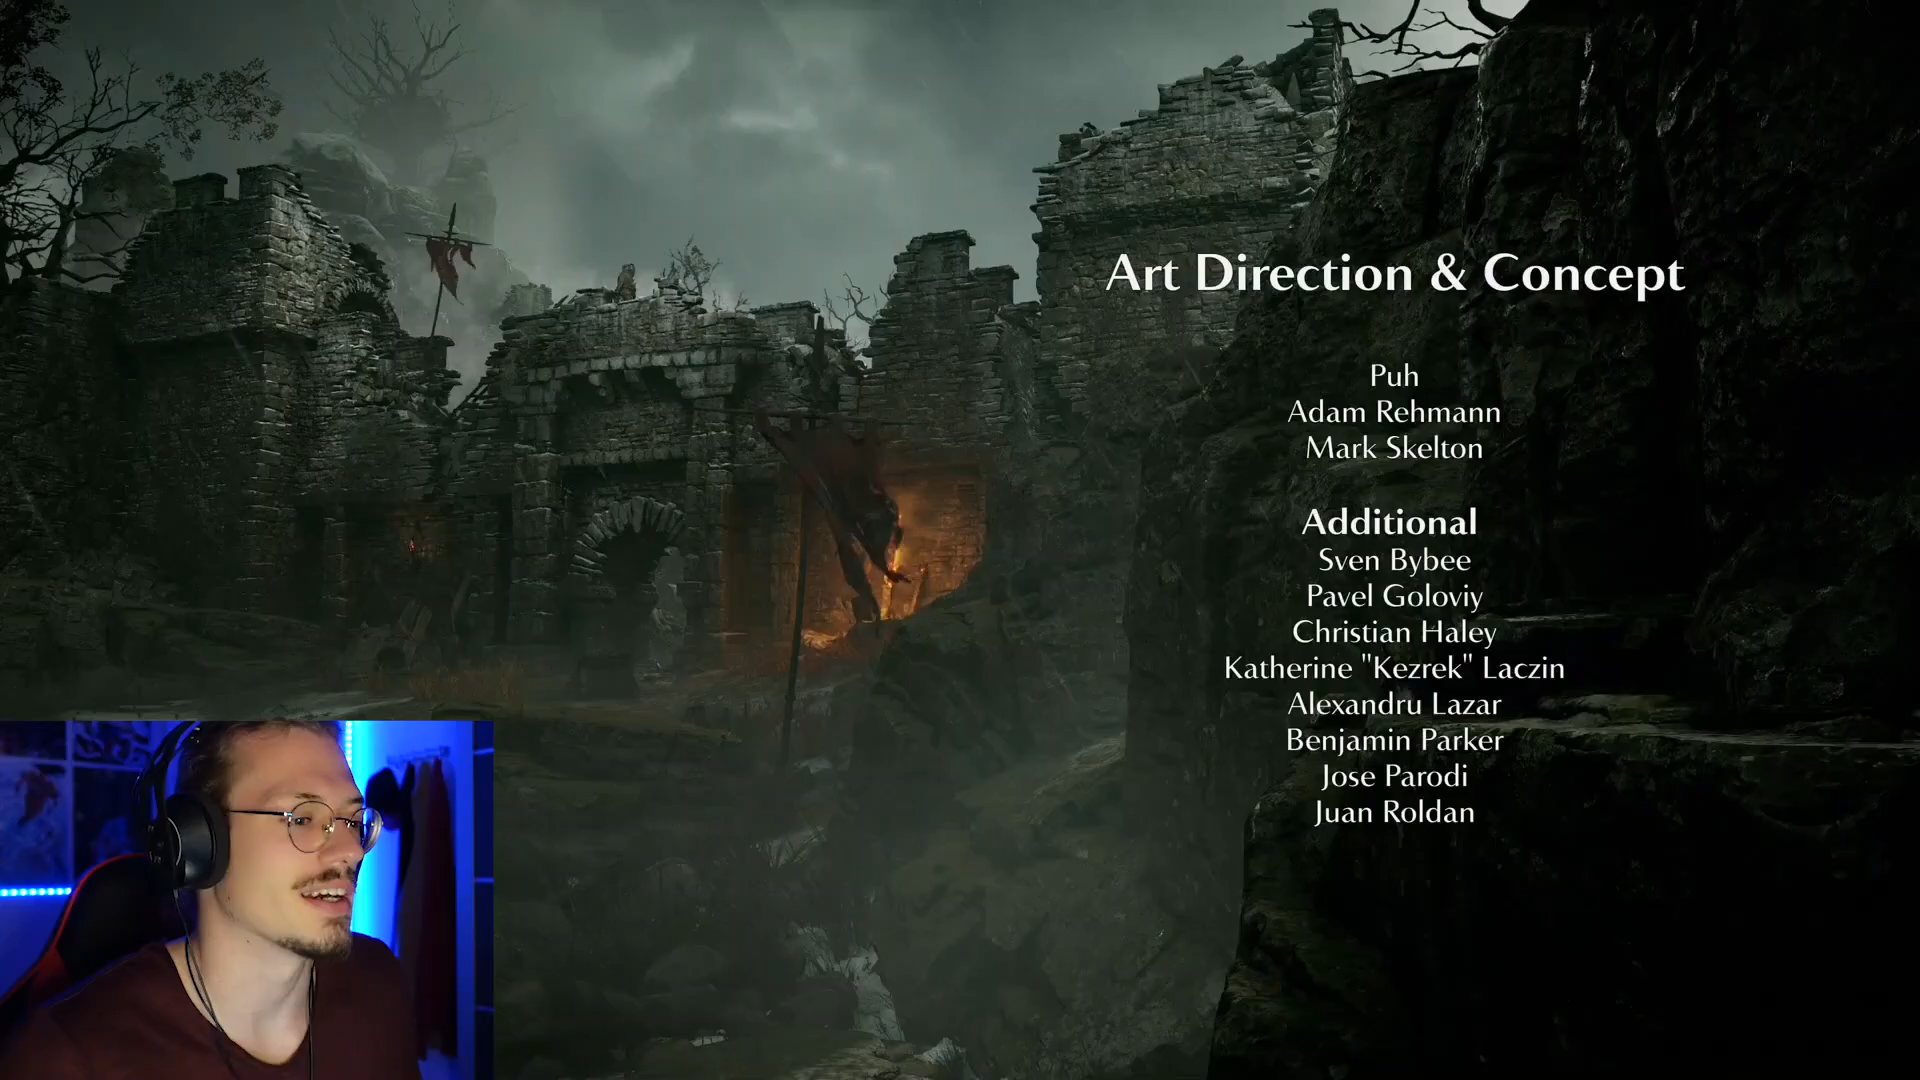 Art Direction & Concept
Puh
Adam Rehmann
Mark Skelton
Additional
Sven Bybee
Pavel Goloviy
Christian Haley
Katherine "Kezrek" Laczin
Alexandru Lazar
Benjamin Parker
Jose Parodi
Juan Roldan